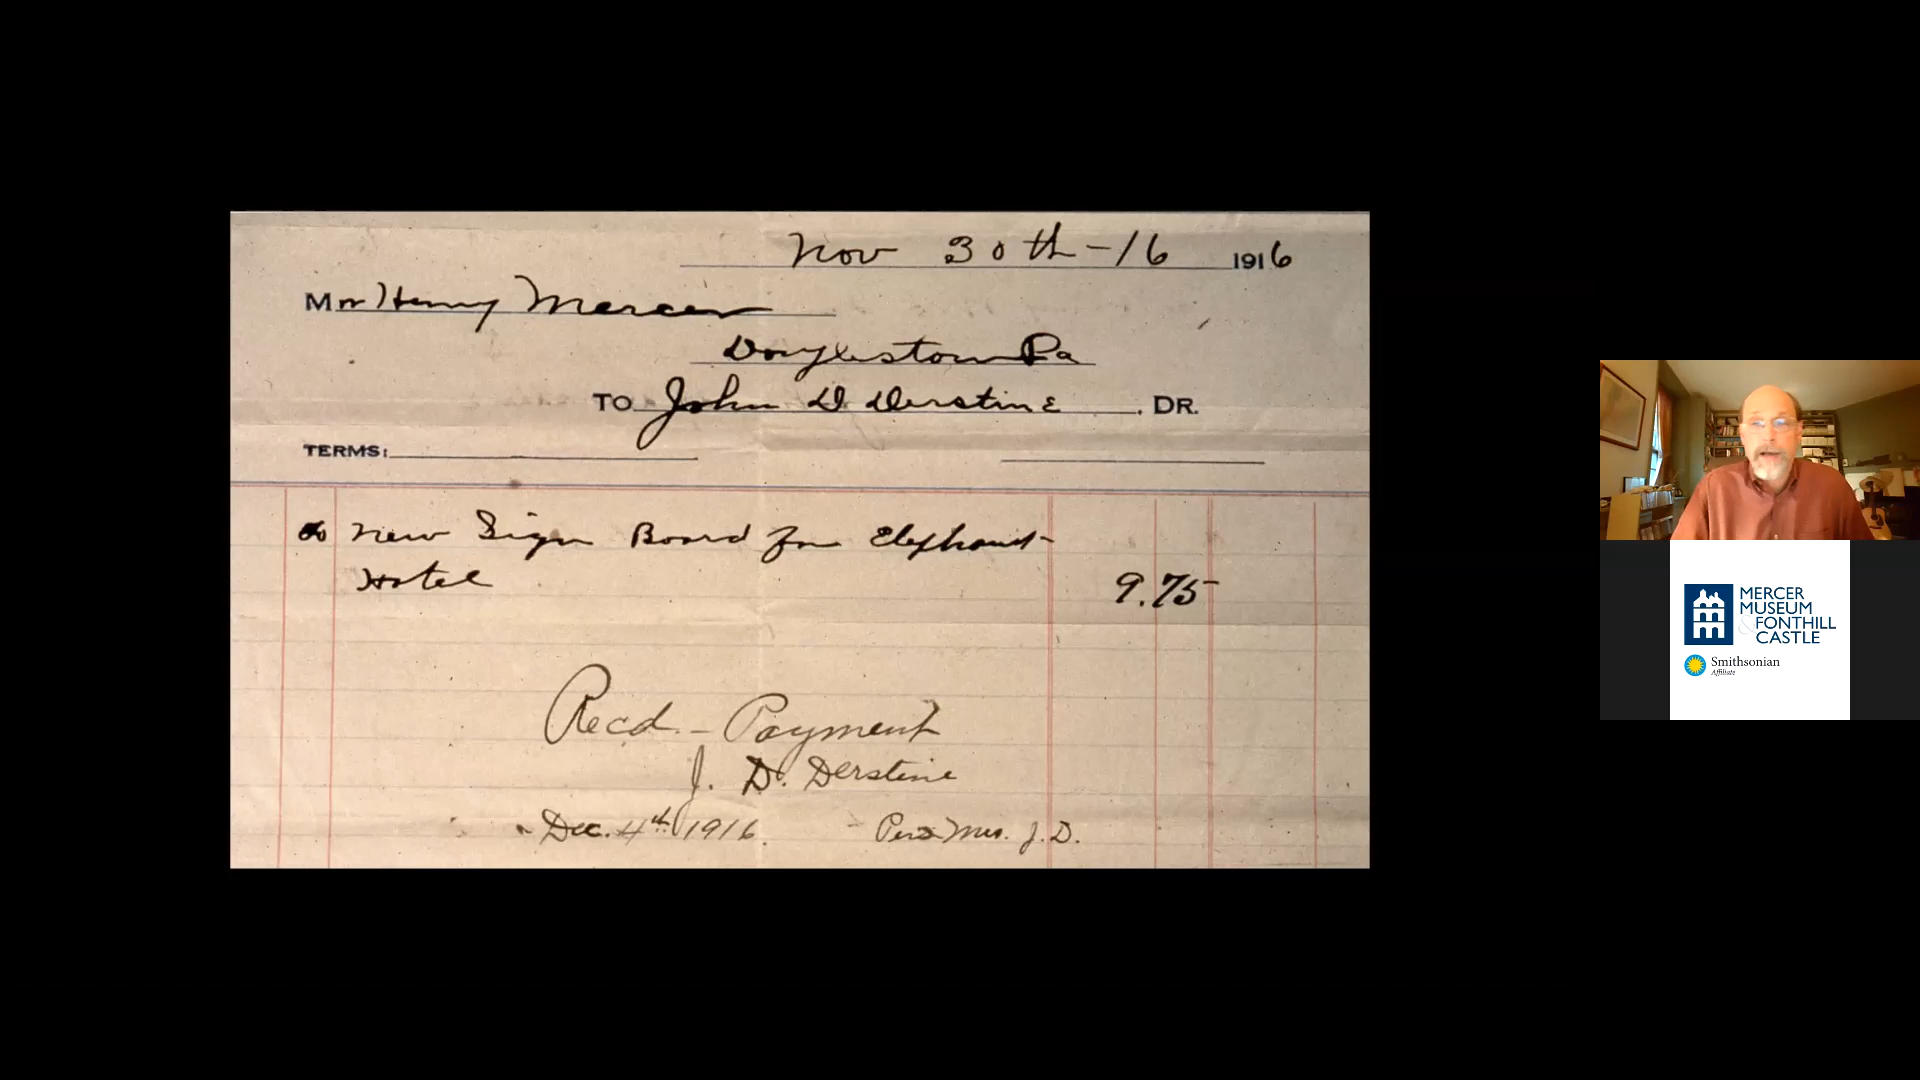 Nov 30th-16 1916
Mr Henry Mercer
Doylestown Pa
TO John D Derstine . DR.
TERMS:
to New Sign Board for Elephant
Hotel 9.75
Recd. - Payment
J. D. Derstine
Dec. 4th 1916. Per Mrs. J. D.
MERCER
MUSEUM
& FONTHILL
CASTLE
Smithsonian
Affiliate